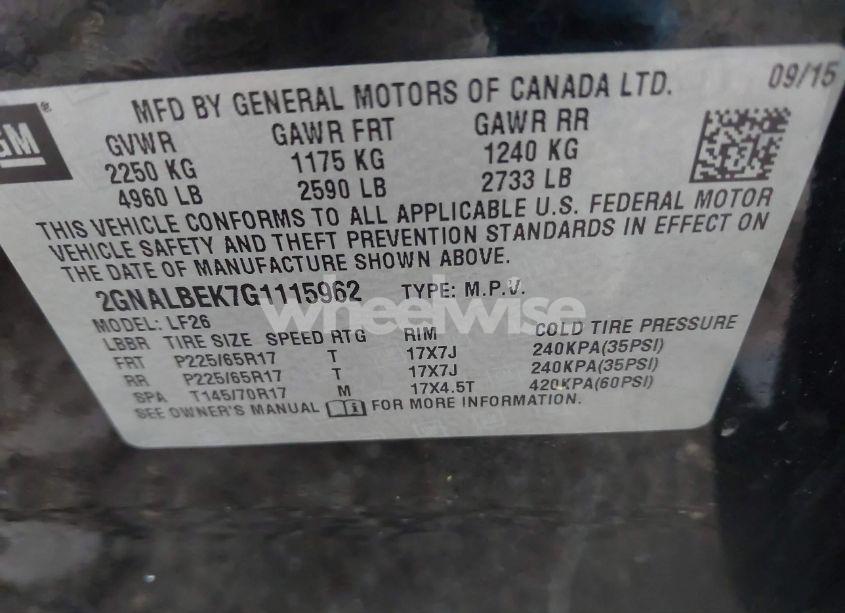 MFD BY GENERAL MOTORS OF CANADA LTD. 09/15
GM®
GVWR GAWR FRT GAWR RR
2250 KG 1175 KG 1240 KG
4960 LB 2590 LB 2733 LB
THIS VEHICLE CONFORMS TO ALL APPLICABLE U.S. FEDERAL MOTOR
VEHICLE SAFETY AND THEFT PREVENTION STANDARDS IN EFFECT ON
THE DATE OF MANUFACTURE SHOWN ABOVE.
2GNALBEK7G1115962 TYPE: M.P.V.
wheelwise
MODEL: LF26
LBBR TIRE SIZE SPEED RTG RIM COLD TIRE PRESSURE
FRT P225/65R17 T 17X7J 240KPA(35PSI)
RR P225/65R17 T 17X7J 240KPA(35PSI)
SPA T145/70R17 M 17X4.5T 420KPA(60PSI)
SEE OWNER'S MANUAL FOR MORE INFORMATION.